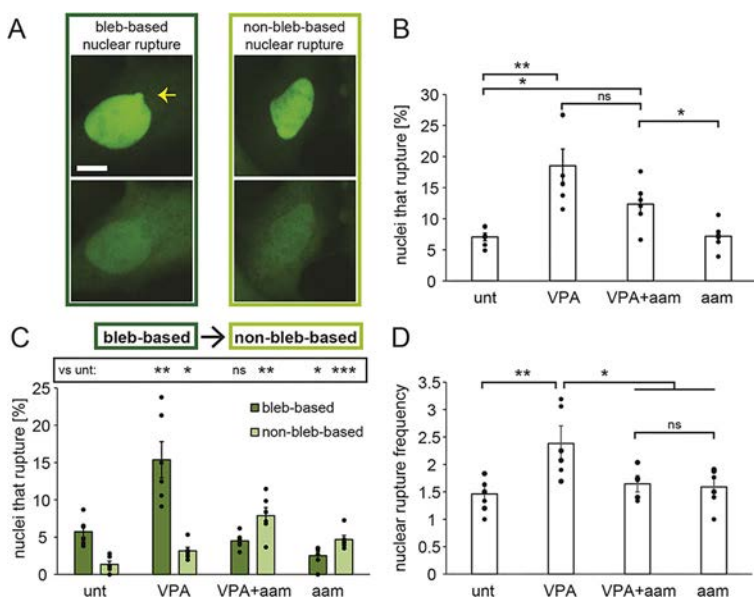 A
bleb-based
nuclear rupture
non-bleb-based
nuclear rupture
B
nuclei that rupture [%]
30
25
20
15
10
5
0
**
*
ns
*
unt
VPA
VPA+aam
aam
C
bleb-based
non-bleb-based
vs unt:
**
*
ns
**
*
***
nuclei that rupture [%]
25
20
15
10
5
0
bleb-based
non-bleb-based
unt
VPA
VPA+aam
aam
D
nuclear rupture frequency
3.5
3
2.5
2
1.5
1
.5
0
**
*
ns
unt
VPA
VPA+aam
aam